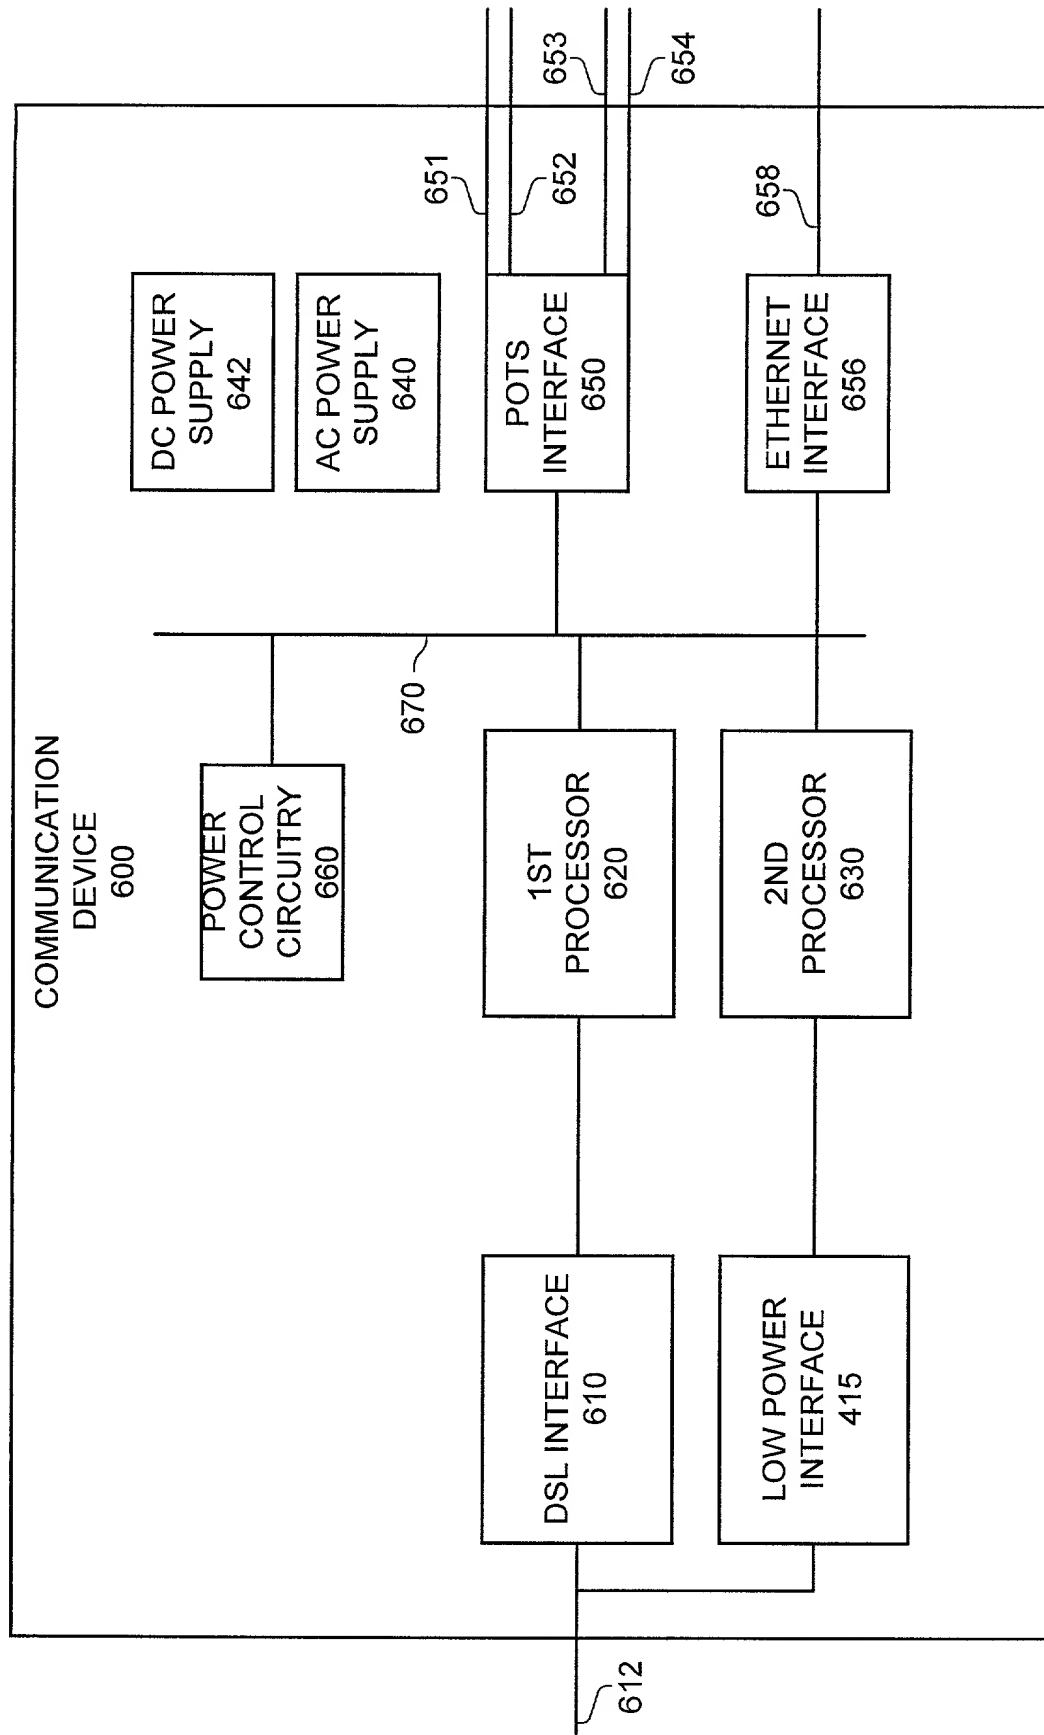 COMMUNICATION
DEVICE
600
POWER
CONTROL
CIRCUITRY
660
DC POWER
SUPPLY
642
AC POWER
SUPPLY
640
670
651
652
653
654
612
DSL INTERFACE
610
1ST
PROCESSOR
620
POTS
INTERFACE
650
LOW POWER
INTERFACE
415
2ND
PROCESSOR
630
ETHERNET
INTERFACE
656
658